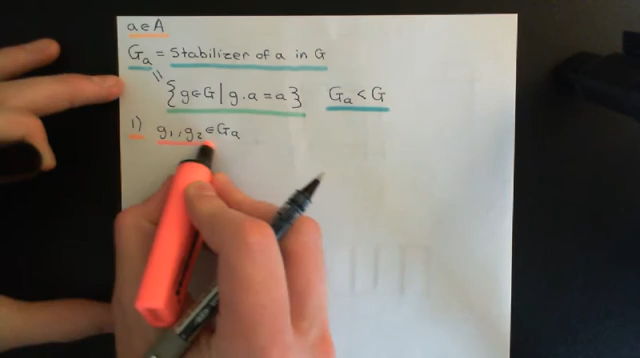 a∈A
Gₐ = Stabilizer of a in G
= {g∈G | g.a = a} Gₐ < G
1) g₁, g₂ ∈ Gₐ